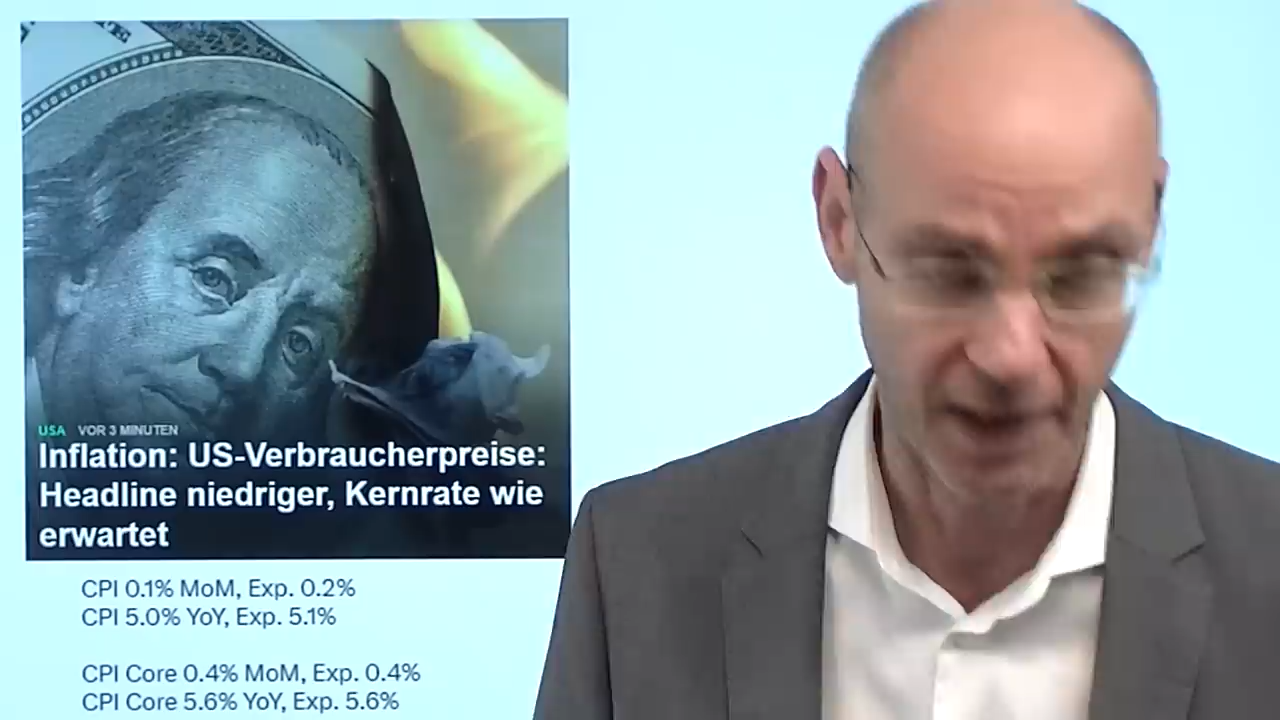 USA VOR 3 MINUTEN
Inflation: US-Verbraucherpreise:
Headline niedriger, Kernrate wie
erwartet
CPI 0.1% MoM, Exp. 0.2%
CPI 5.0% YoY, Exp. 5.1%
CPI Core 0.4% MoM, Exp. 0.4%
CPI Core 5.6% YoY, Exp. 5.6%